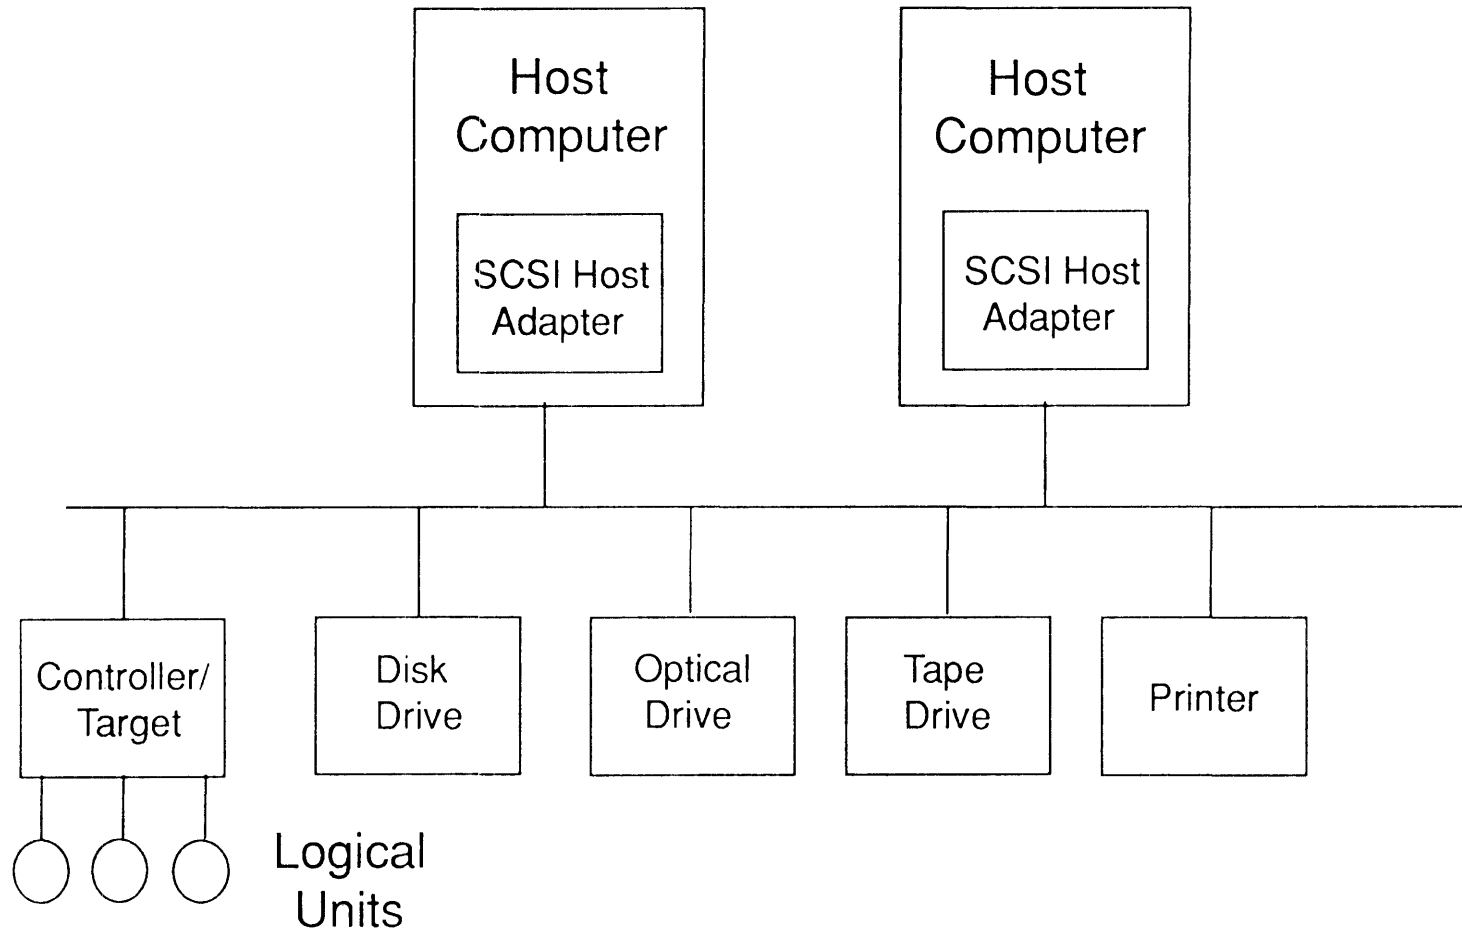 Host
Computer
SCSI Host
Adapter
Host
Computer
SCSI Host
Adapter
Controller/
Target
Disk
Drive
Optical
Drive
Tape
Drive
Printer
Logical
Units